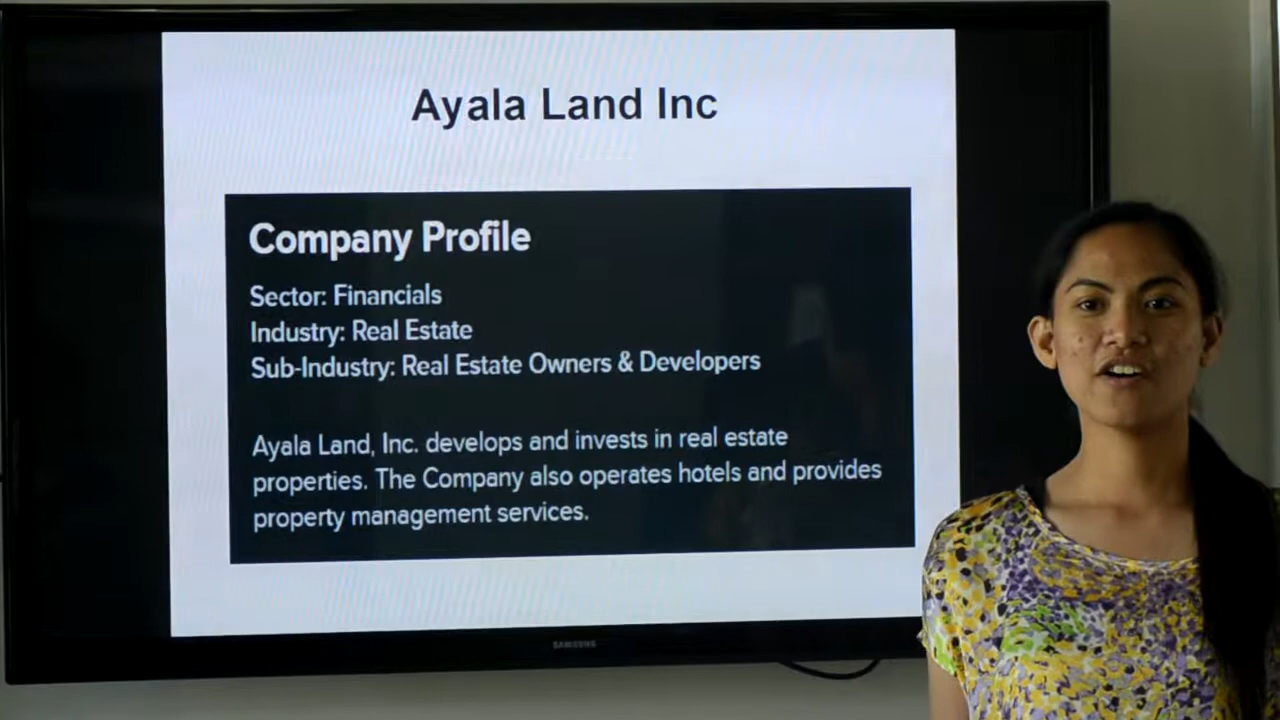 Ayala Land Inc
Company Profile
Sector: Financials
Industry: Real Estate
Sub-Industry: Real Estate Owners & Developers
Ayala Land, Inc. develops and invests in real estate
properties. The Company also operates hotels and provides
property management services.
SAMSUNG